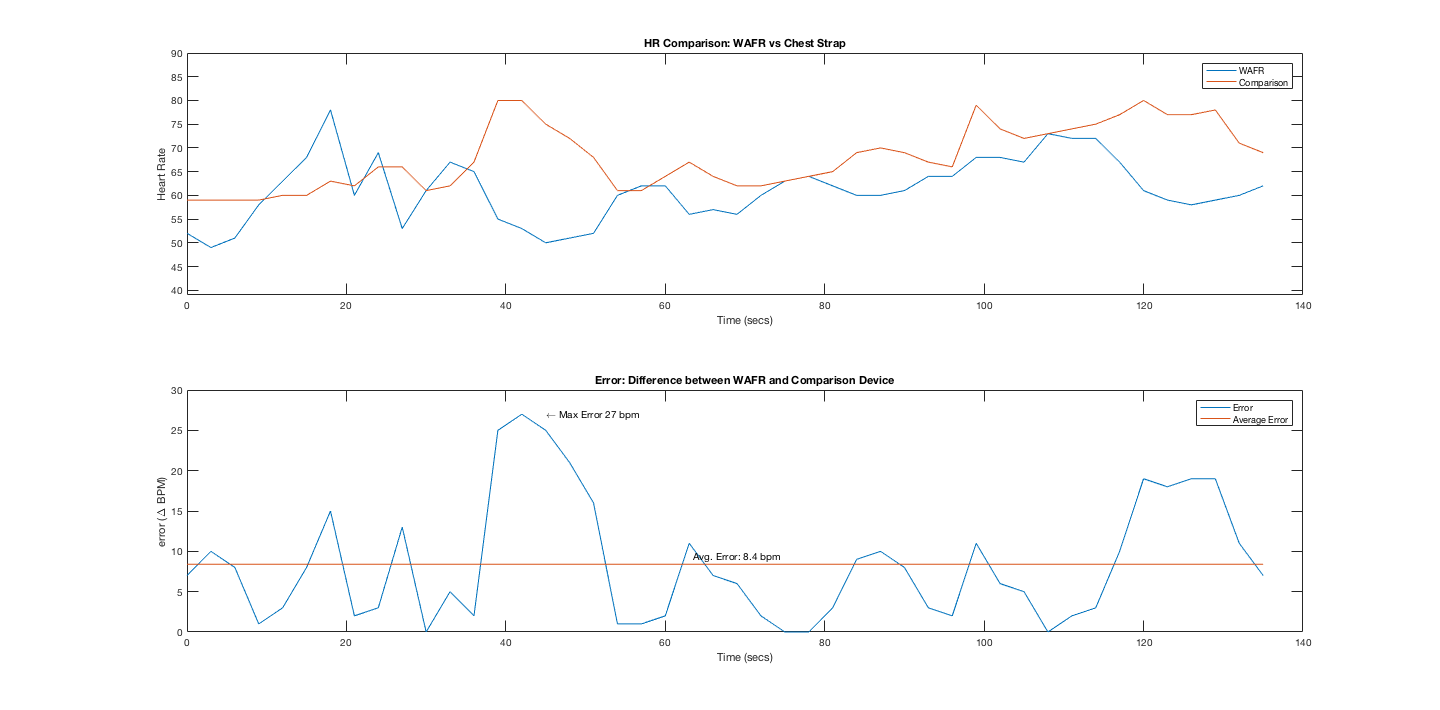 HR Comparison: WAFR vs Chest Strap
90
85
80
75
70
65
60
55
50
45
40
Heart Rate
WAFR
Comparison
0 20 40 60 80 100 120 140
Time (secs)
Error: Difference between WAFR and Comparison Device
30
25
20
15
10
5
0
error (Δ BPM)
← Max Error 27 bpm
Error
Average Error
Avg. Error: 8.4 bpm
0 20 40 60 80 100 120 140
Time (secs)